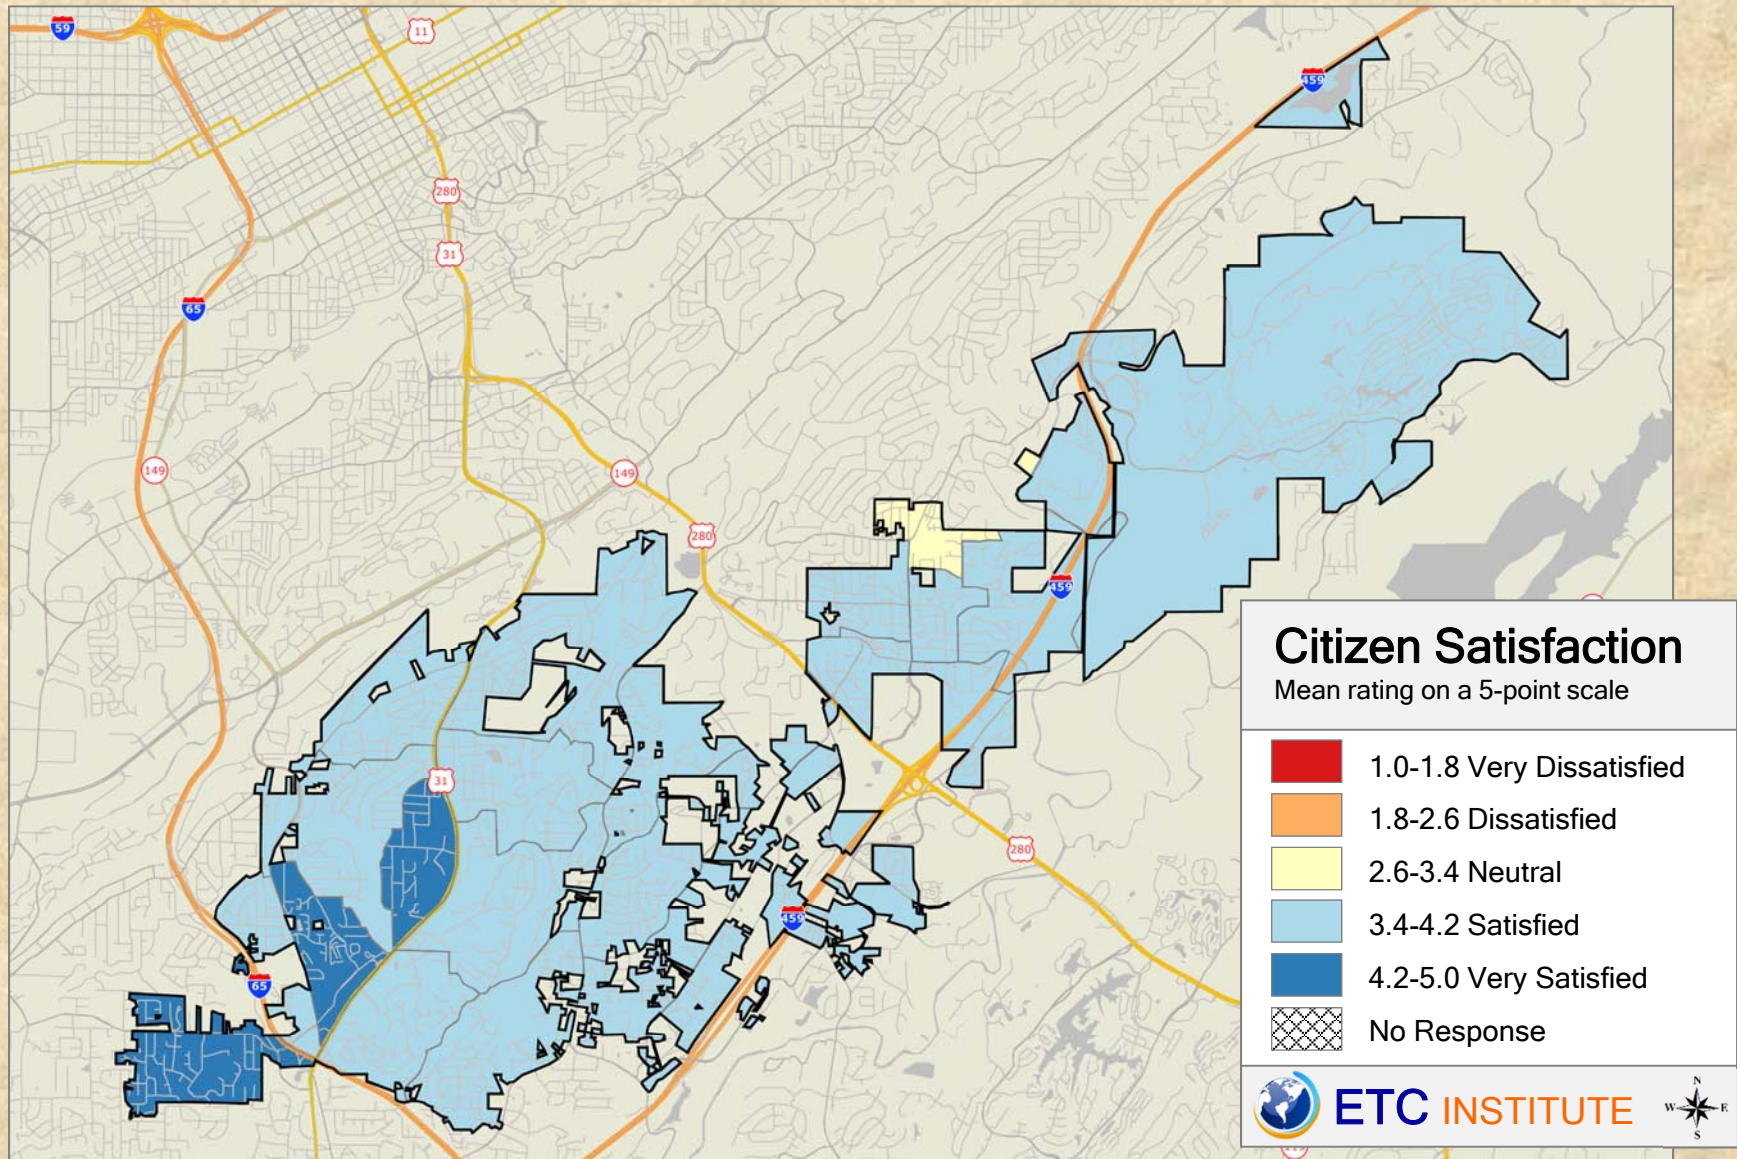 59
11
459
280
31
65
149
149
280
459
31
280
459
65
Citizen Satisfaction
Mean rating on a 5-point scale
1.0-1.8 Very Dissatisfied
1.8-2.6 Dissatisfied
2.6-3.4 Neutral
3.4-4.2 Satisfied
4.2-5.0 Very Satisfied
No Response
ETC INSTITUTE
N
W E
S